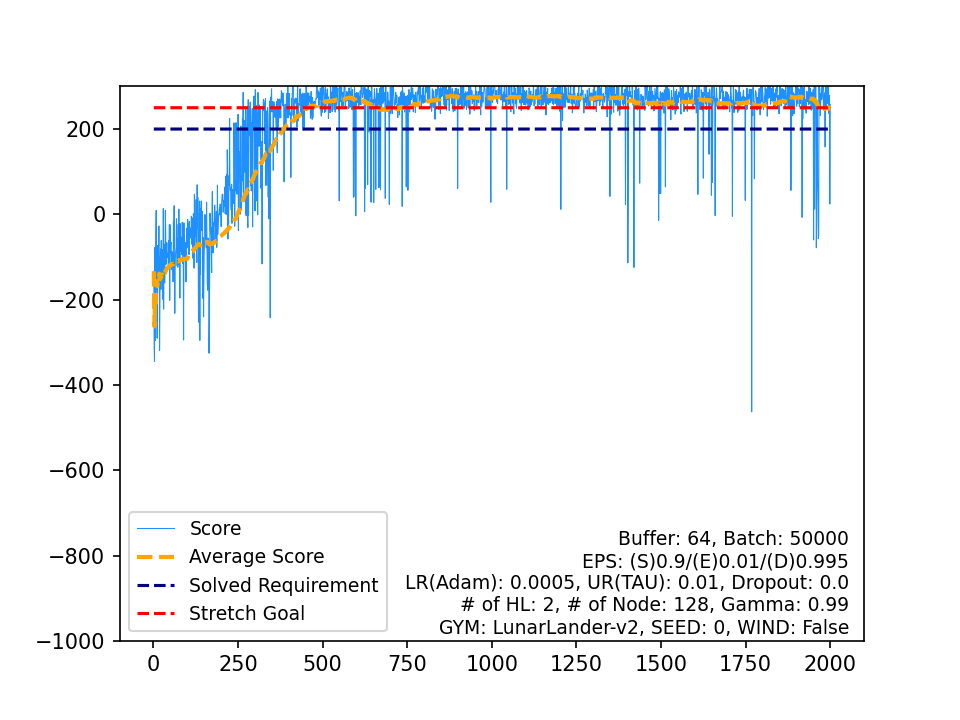 200
0
−200
−400
−600
−800
−1000
Score
Average Score
Solved Requirement
Stretch Goal
Buffer: 64, Batch: 50000
EPS: (S)0.9/(E)0.01/(D)0.995
LR(Adam): 0.0005, UR(TAU): 0.01, Dropout: 0.0
# of HL: 2, # of Node: 128, Gamma: 0.99
GYM: LunarLander-v2, SEED: 0, WIND: False
0 250 500 750 1000 1250 1500 1750 2000